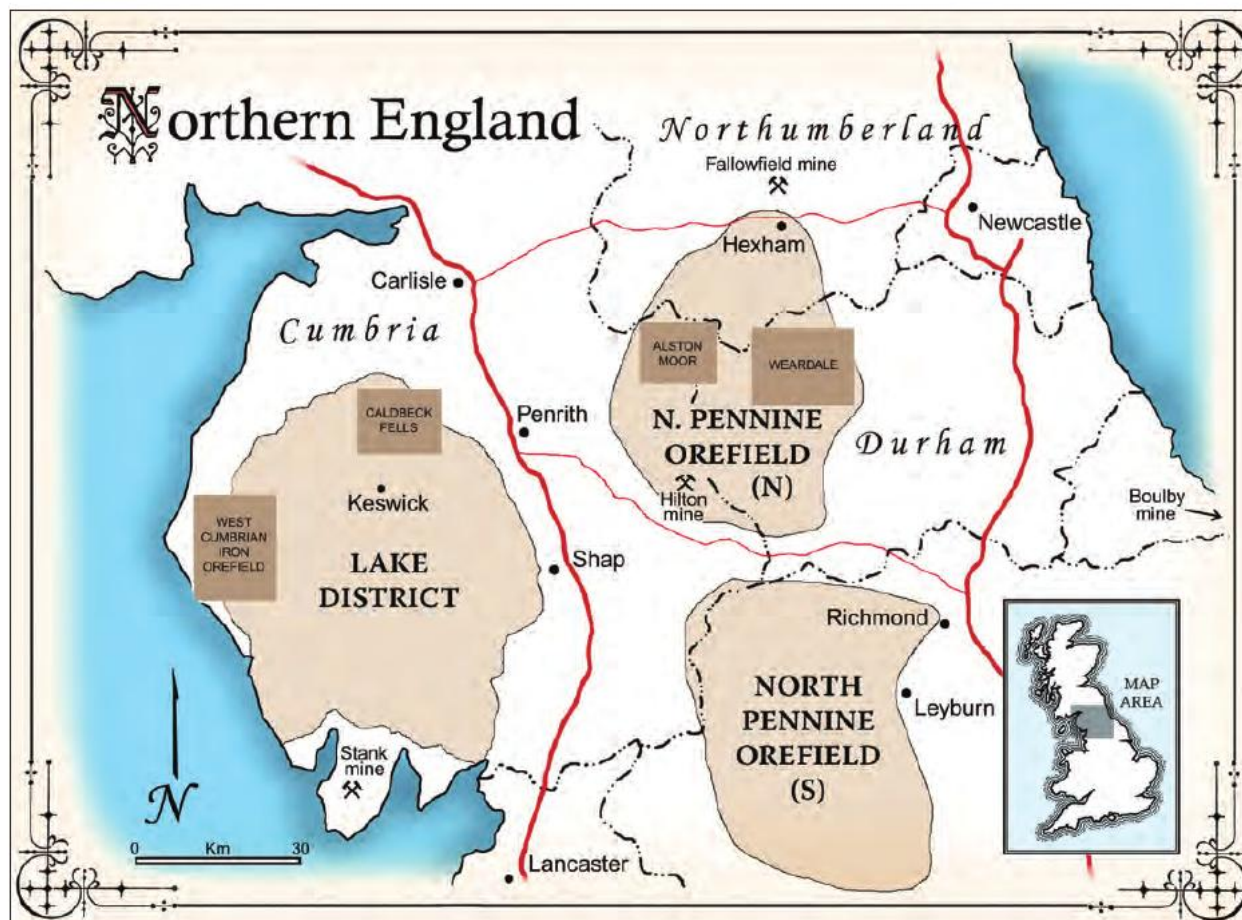 Northern England
Northumberland
Fallowfield mine
Newcastle
Hexham
Carlisle
Cumbria
ALSTON
MOOR
WEARDALE
CALDBECK
FELLS
Penrith
N. PENNINE
OREFIELD
(N)
Durham
Keswick
Hilton
mine
Boulby
mine
WEST
CUMBRIAN
IRON
OREFIELD
LAKE
DISTRICT
Shap
Richmond
NORTH
PENNINE
OREFIELD
(S)
Leyburn
MAP
AREA
Stank
mine
N
0 Km 30
Lancaster